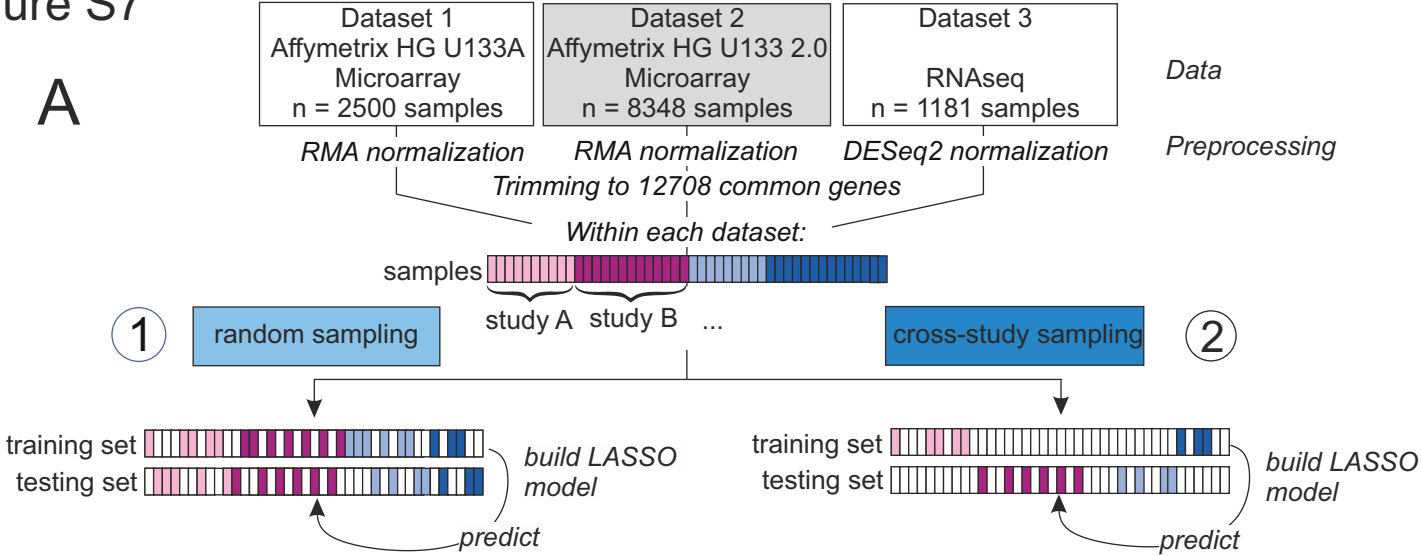 ure S7
A
Dataset 1
Affymetrix HG U133A
Microarray
n = 2500 samples
Dataset 2
Affymetrix HG U133 2.0
Microarray
n = 8348 samples
Dataset 3
RNAseq
n = 1181 samples
Data
RMA normalization
RMA normalization
DESeq2 normalization
Preprocessing
Trimming to 12708 common genes
Within each dataset:
samples
study A
study B
...
1
random sampling
cross-study sampling
2
training set
testing set
build LASSO
model
predict
training set
testing set
build LASSO
model
predict